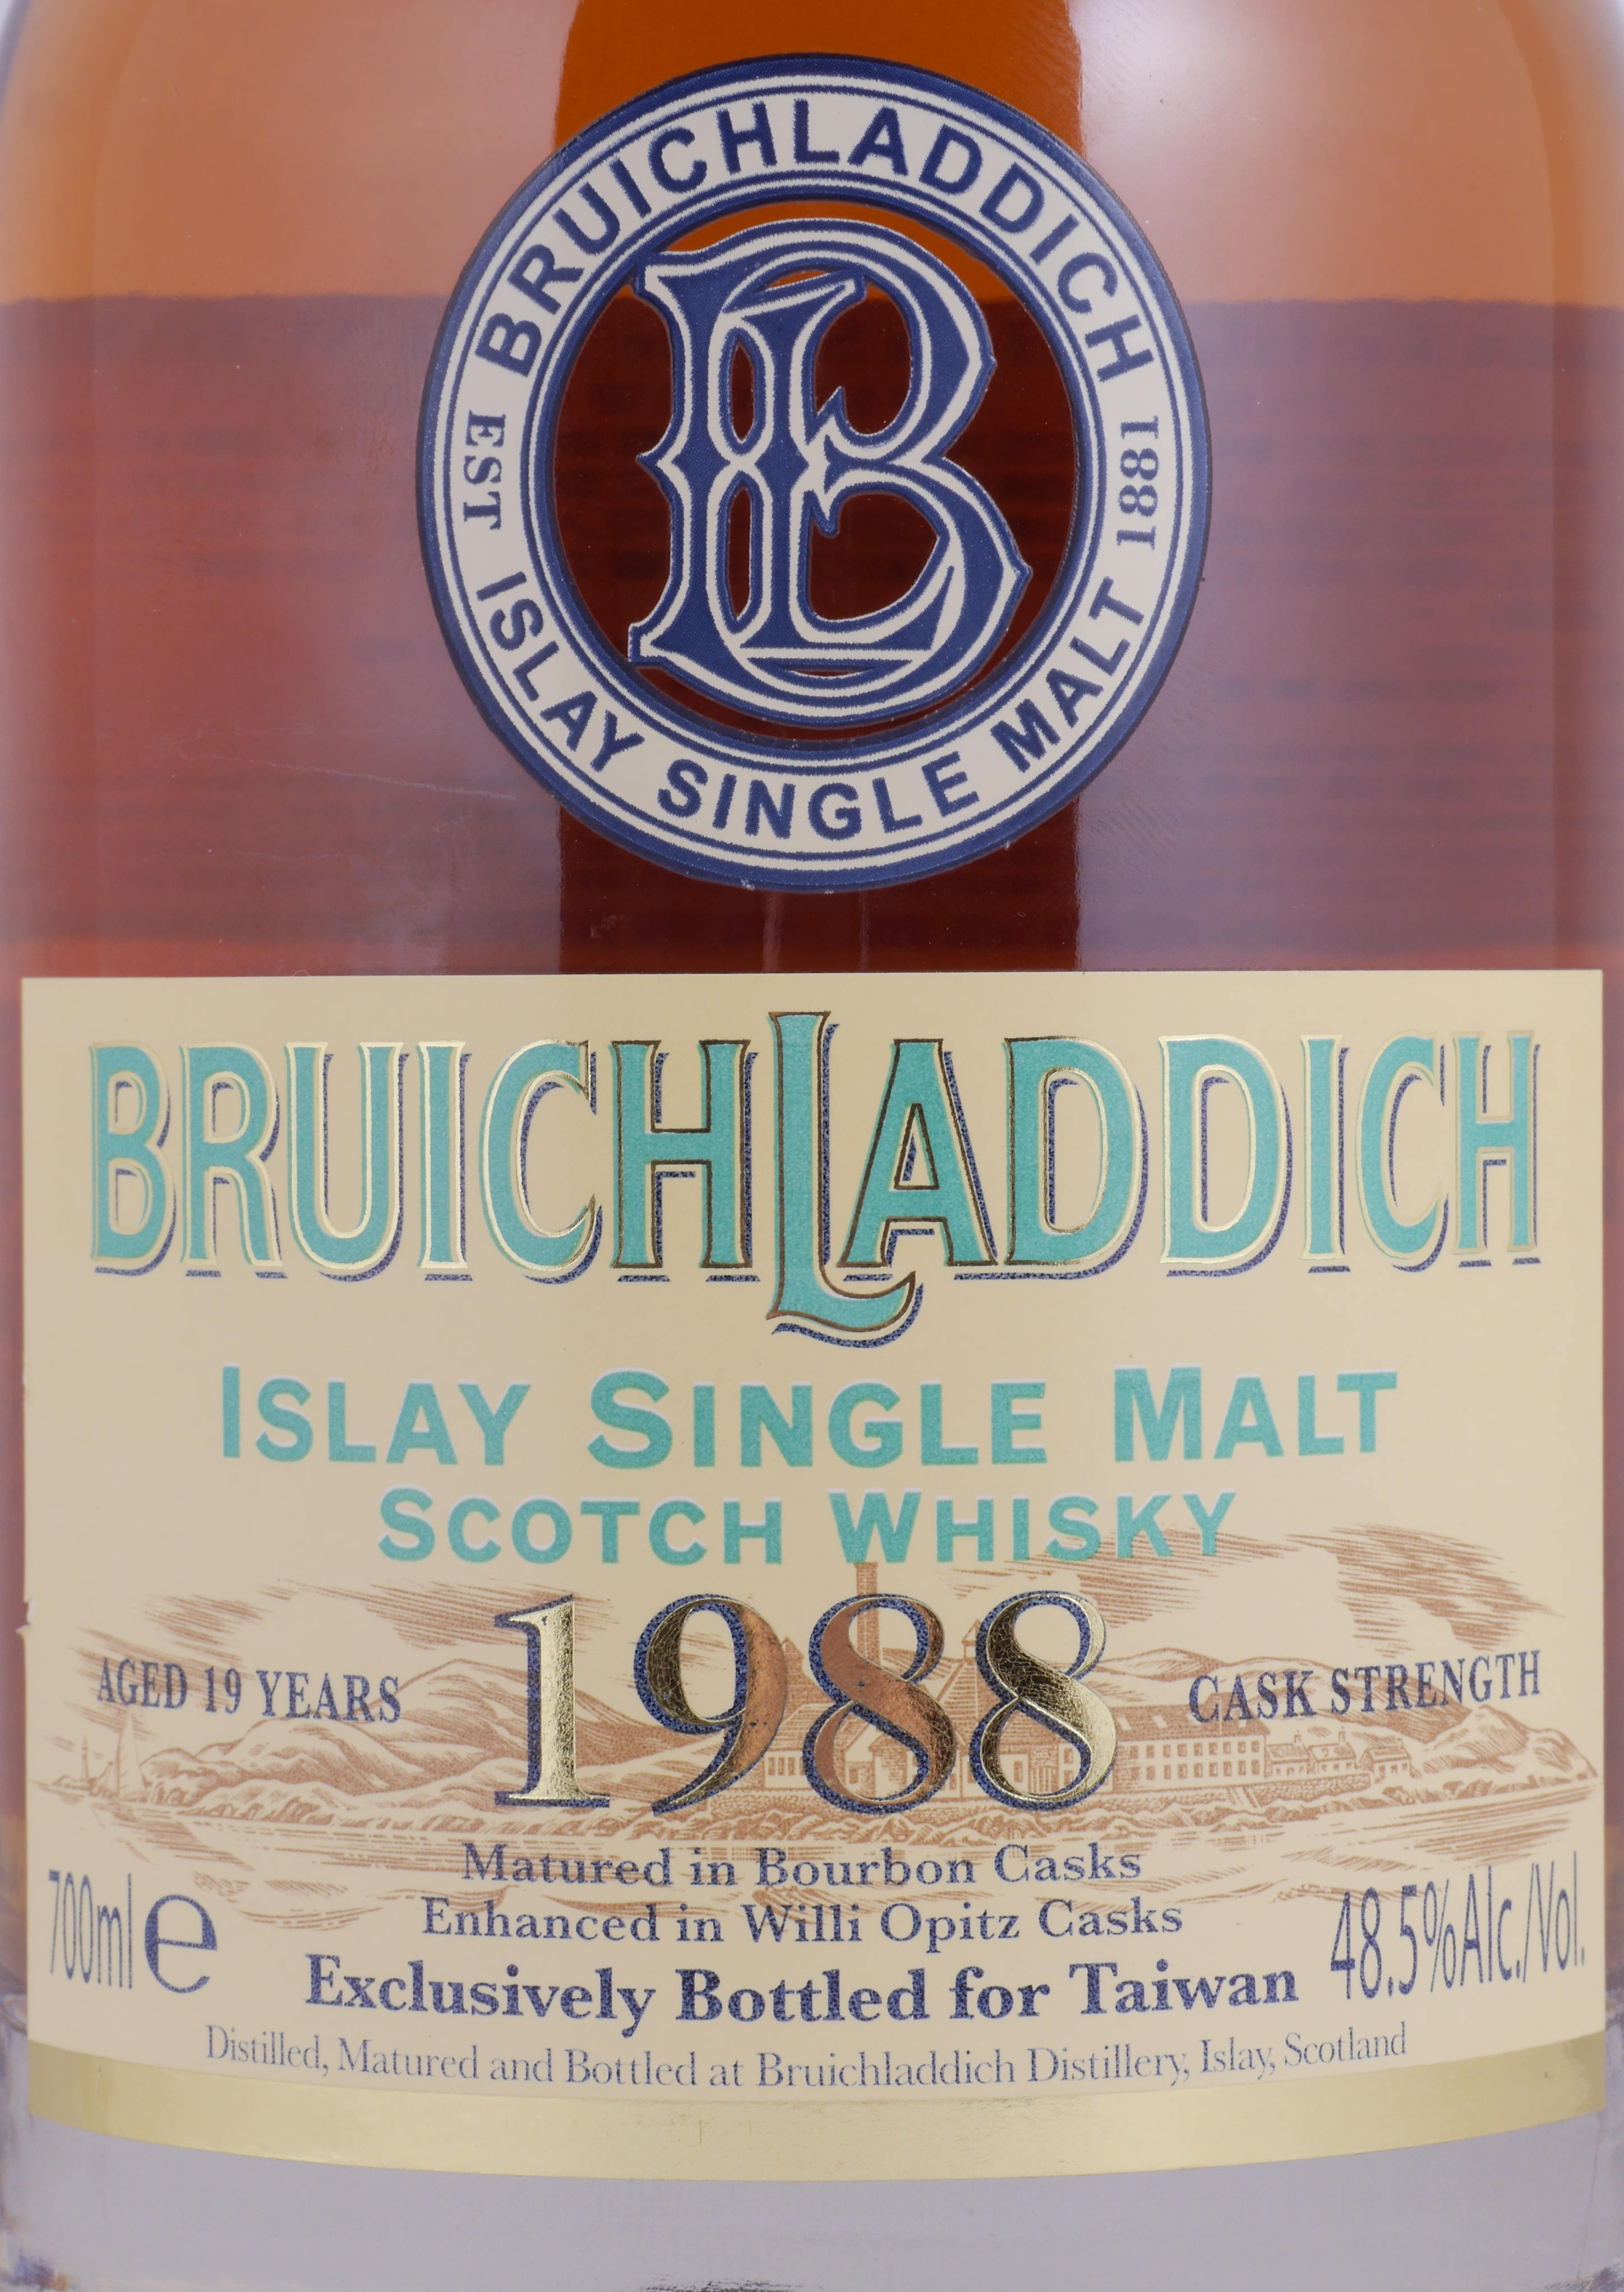 BRUICHLADDICH
EST 1881
ISLAY SINGLE MALT
B
BRUICHLADDICH
ISLAY SINGLE MALT
SCOTCH WHISKY
1988
AGED 19 YEARS
CASK STRENGTH
Matured in Bourbon Casks
Enhanced in Willi Opitz Casks
700ml e
Exclusively Bottled for Taiwan
48.5%Alc./Vol.
Distilled, Matured and Bottled at Bruichladdich Distillery, Islay, Scotland